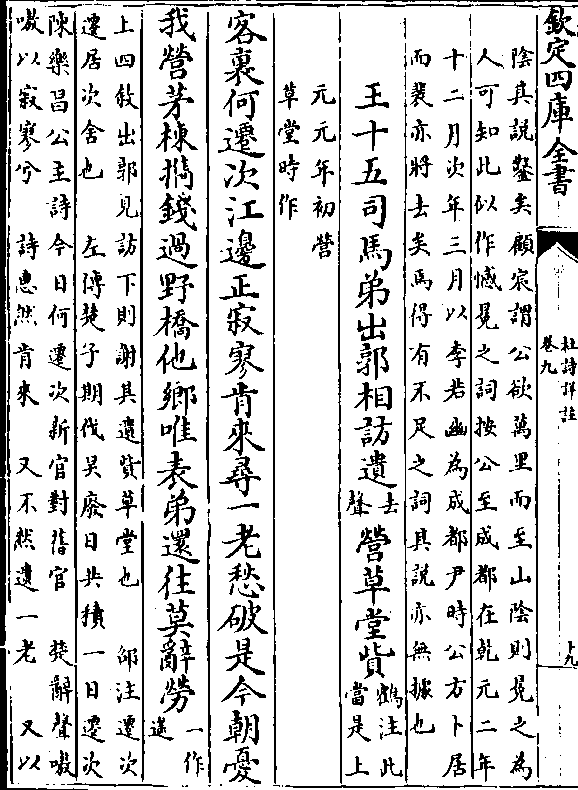 欽定四庫全書
杜詩詳註
卷九
十九
陰真說鑿矣顧宸謂公欲萬里而至山陰則冕之為
人可知此似作憾冕之詞按公至成都在乾元二年
十二月次年三月以李若幽為成都尹時公方卜居
而裴亦將去矣焉得有不足之詞其說亦無據也
王十五司馬弟出郭相訪遺去聲營草堂貲鶴注此當是上
元元年初營
草堂時作
客裏何遷次江邊正寂寥肯來尋一老愁破是今朝憂
我營茅棟攜錢過野橋他鄉唯表弟還往莫辭勞一作遥
上四敘出郭見訪下則謝其遺貲草堂也 邵注遷次
遷居次舍也 左傳楚子期伐吳廢日共積一日遷次
陳樂昌公主詩今日何遷次新官對舊官 楚辭聲嗷
嗷以寂寥兮 詩惠然肯來 又不然遺一老 又以